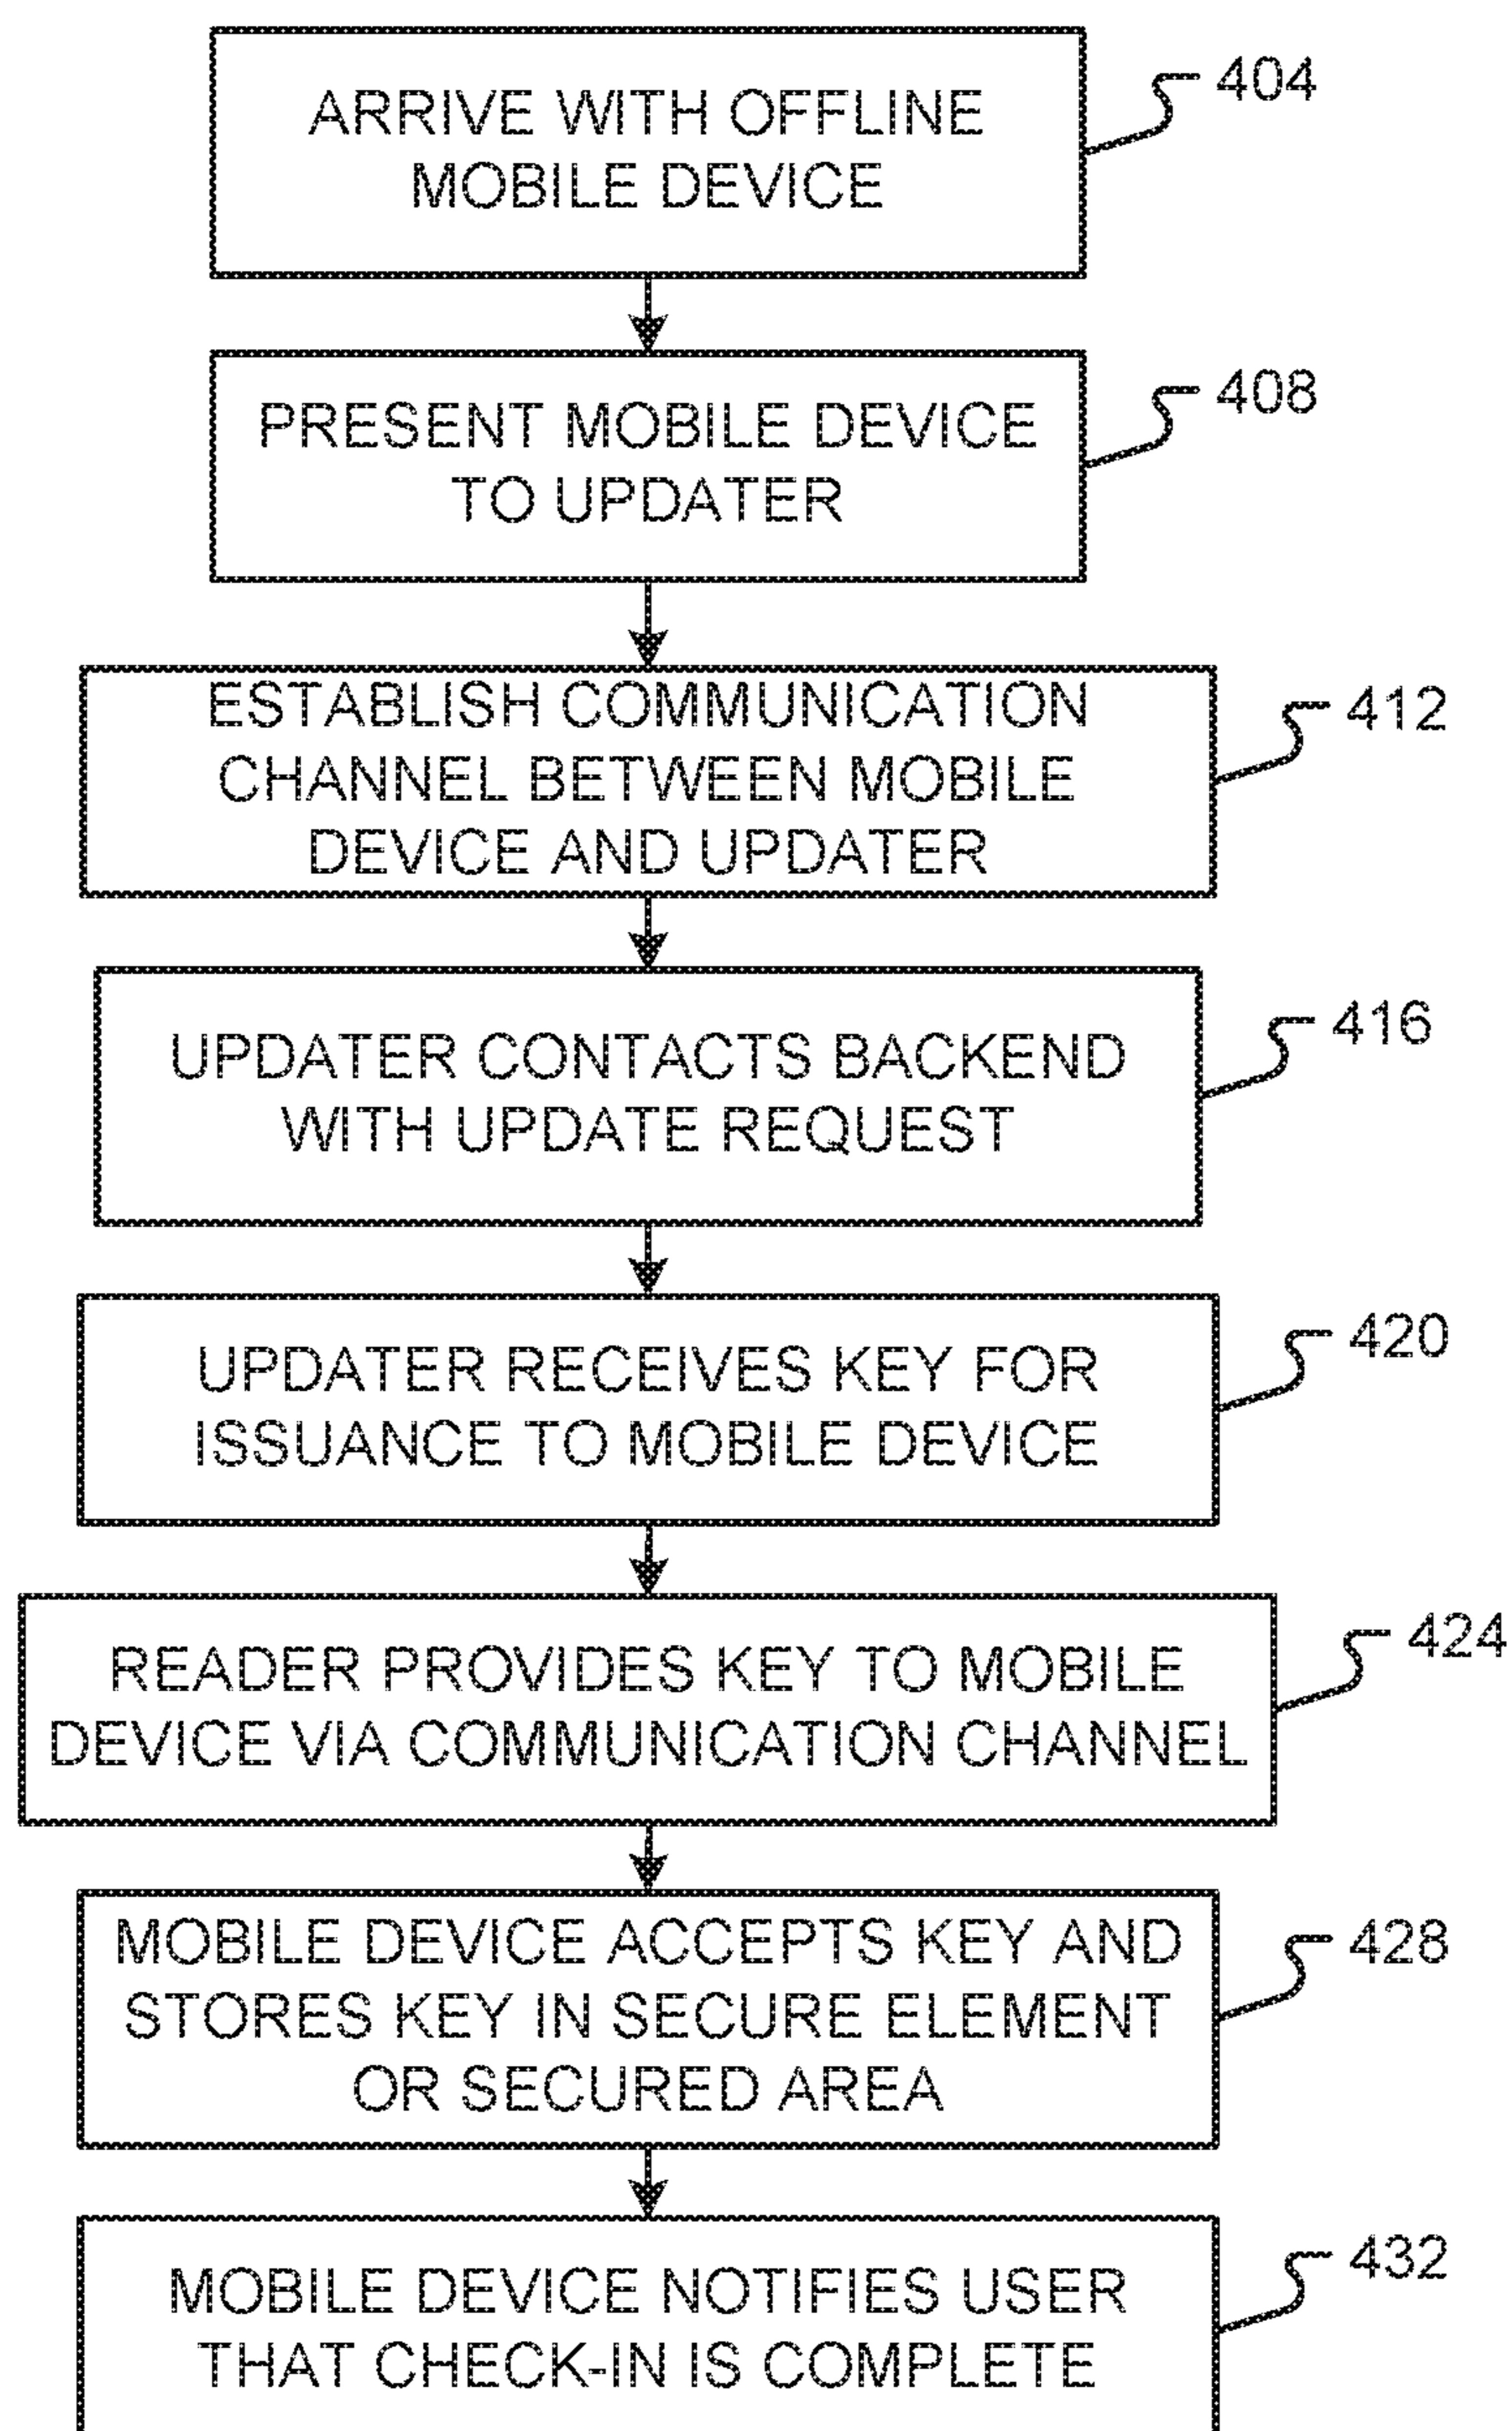 ARRIVE WITH OFFLINE
MOBILE DEVICE
404
PRESENT MOBILE DEVICE
TO UPDATER
408
ESTABLISH COMMUNICATION
CHANNEL BETWEEN MOBILE
DEVICE AND UPDATER
412
UPDATER CONTACTS BACKEND
WITH UPDATE REQUEST
416
UPDATER RECEIVES KEY FOR
ISSUANCE TO MOBILE DEVICE
420
READER PROVIDES KEY TO MOBILE
DEVICE VIA COMMUNICATION CHANNEL
424
MOBILE DEVICE ACCEPTS KEY AND
STORES KEY IN SECURE ELEMENT
OR SECURED AREA
428
MOBILE DEVICE NOTIFIES USER
THAT CHECK-IN IS COMPLETE
432